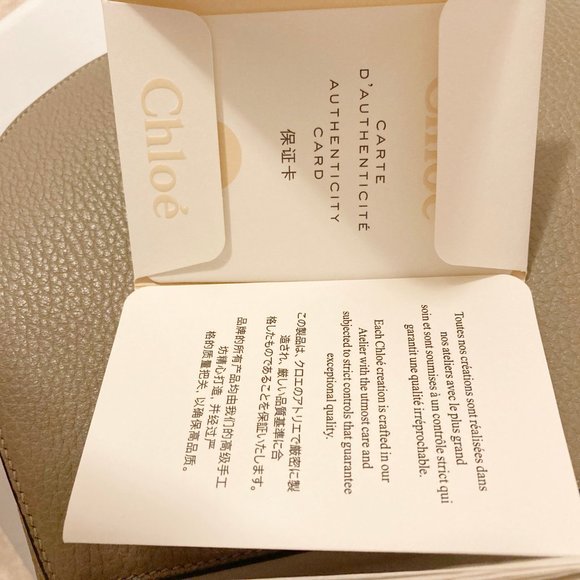 Chloé
Chloé
CARTE
D'AUTHENTICITÉ
AUTHENTICITY
CARD
保证卡
Toutes nos créations sont réalisées dans
nos ateliers avec le plus grand
soin et sont soumises à un contrôle strict qui
garantit une qualité irréprochable.
Each Chloé creation is crafted in our
Atelier with the utmost care and
subjected to strict controls that guarantee
exceptional quality.
この製品は、クロエのアトリエで厳密に製
造され、厳しい品質基準に合
格したものであることを保証いたします。
品牌的所有产品均由我们的高级手工
坊精心打造，并经过严
格的质量把关，以确保高品质。